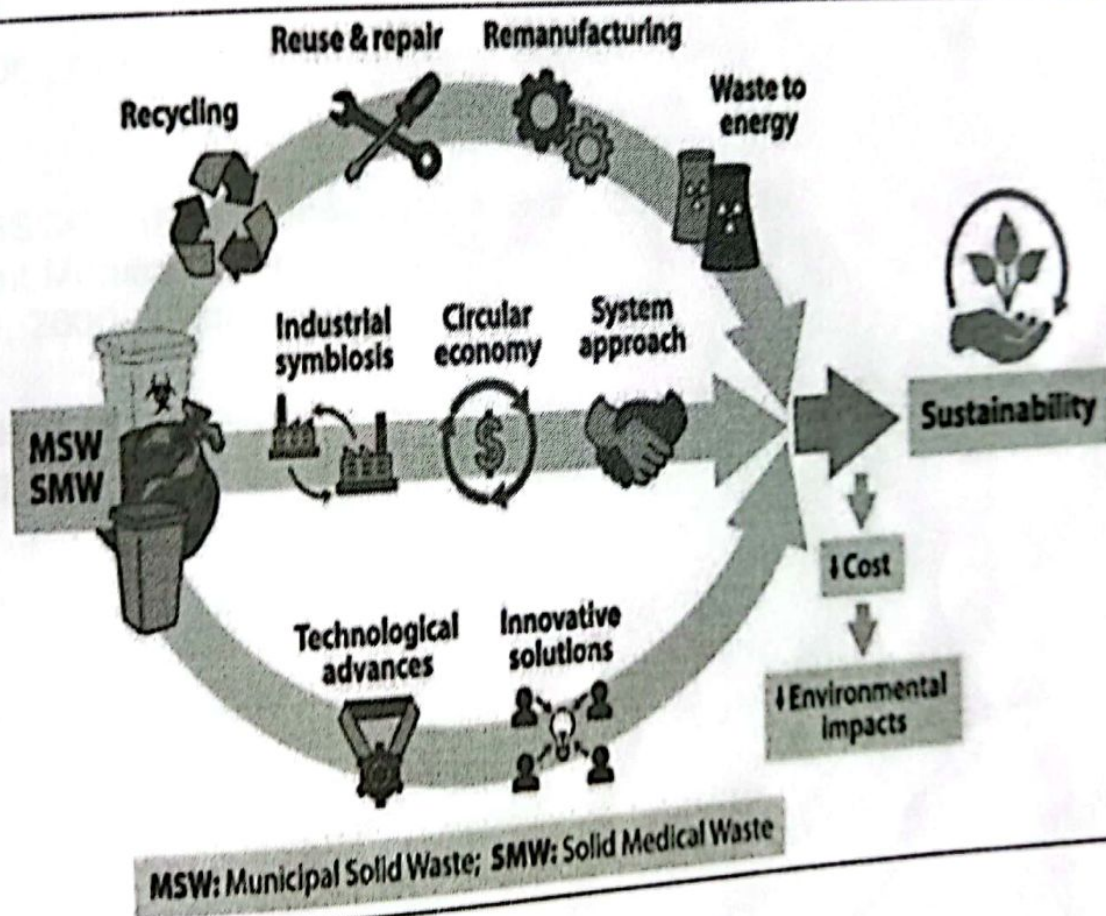 Reuse & repair
Remanufacturing
Recycling
Waste to
energy
Industrial
symbiosis
Circular
economy
System
approach
MSW
SMW
$
Sustainability
⬇Cost
⬇Environmental
impacts
Technological
advances
Innovative
solutions
MSW: Municipal Solid Waste; SMW: Solid Medical Waste